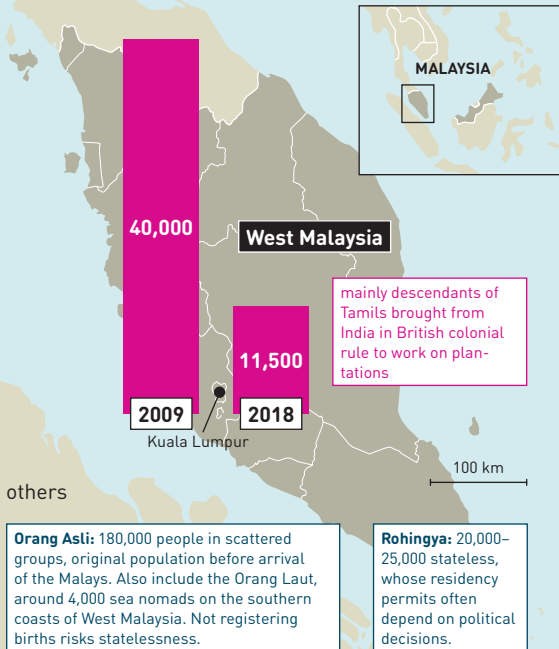 MALAYSIA
40,000
West Malaysia
mainly descendants of
Tamils brought from
India in British colonial
rule to work on plan-
tations
11,500
2009
2018
Kuala Lumpur
100 km
others
Orang Asli: 180,000 people in scattered
groups, original population before arrival
of the Malays. Also include the Orang Laut,
around 4,000 sea nomads on the southern
coasts of West Malaysia. Not registering
births risks statelessness.
Rohingya: 20,000–
25,000 stateless,
whose residency
permits often
depend on political
decisions.